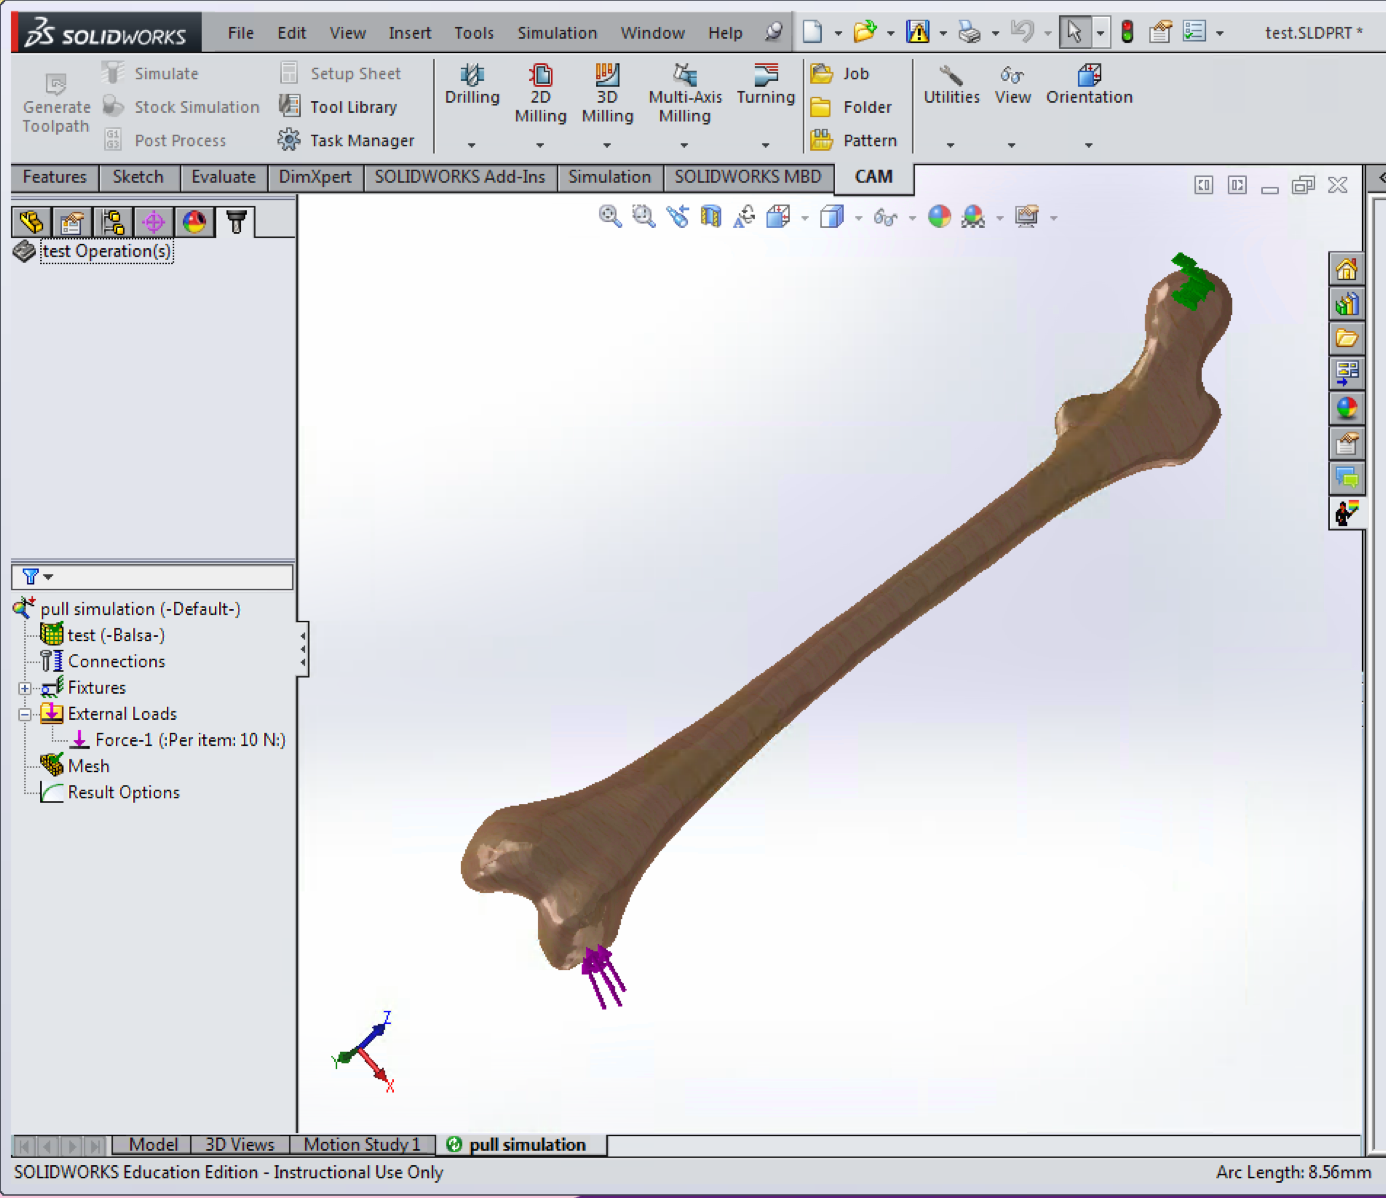 SOLIDWORKS File Edit View Insert Tools Simulation Window Help test.SLDPRT *
Generate Toolpath
Simulate
Stock Simulation
Post Process
Setup Sheet
Tool Library
Task Manager
Drilling
2D Milling
3D Milling
Multi-Axis Milling
Turning
Job
Folder
Pattern
Utilities
View
Orientation
Features Sketch Evaluate DimXpert SOLIDWORKS Add-Ins Simulation SOLIDWORKS MBD CAM
test Operation(s)
pull simulation (-Default-)
test (-Balsa-)
Connections
Fixtures
External Loads
Force-1 (:Per item: 10 N:)
Mesh
Result Options
Z
Y
X
Model 3D Views Motion Study 1 pull simulation
SOLIDWORKS Education Edition - Instructional Use Only Arc Length: 8.56mm